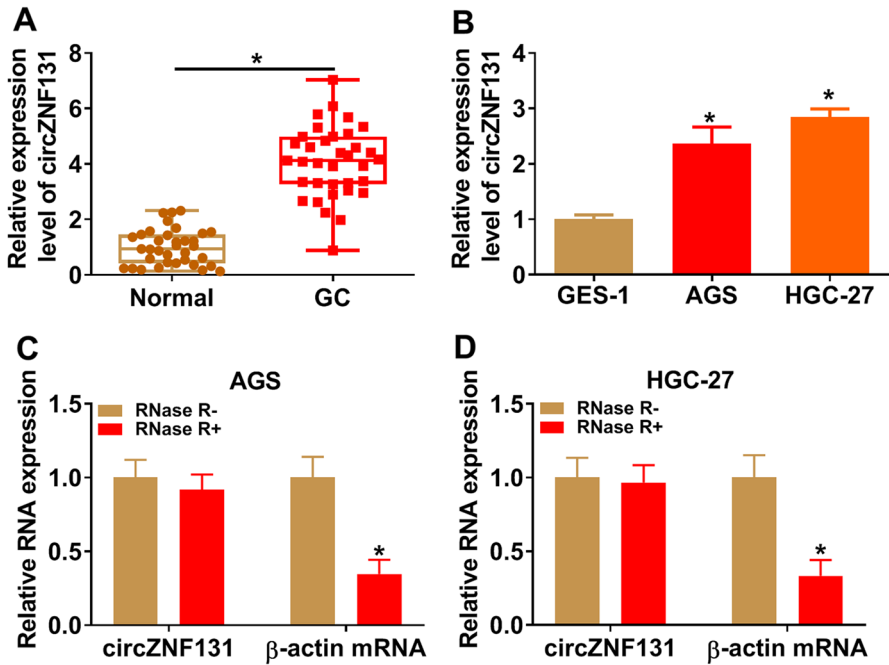 A
Relative expression
level of circZNF131
8
6
4
2
0
*
Normal
GC
B
Relative expression
level of circZNF131
4
3
2
1
0
*
*
GES-1
AGS
HGC-27
C
AGS
Relative RNA expression
1.5
1.0
0.5
0.0
RNase R-
RNase R+
*
circZNF131
β-actin mRNA
D
HGC-27
Relative RNA expression
1.5
1.0
0.5
0.0
RNase R-
RNase R+
*
circZNF131
β-actin mRNA